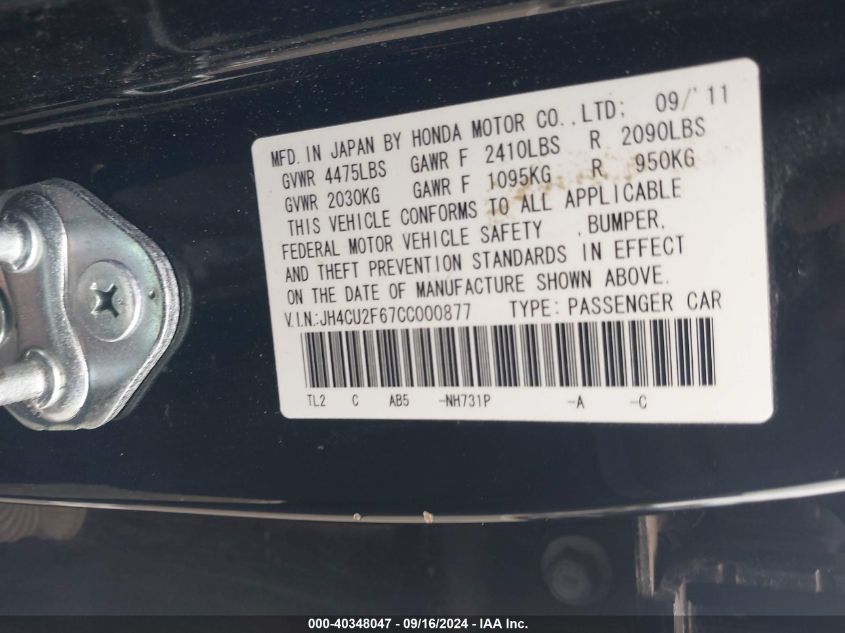 MFD. IN JAPAN BY HONDA MOTOR CO., LTD; 09/'11
GVWR 4475LBS GAWR F 2410LBS R 2090LBS
GVWR 2030KG GAWR F 1095KG R 950KG
THIS VEHICLE CONFORMS TO ALL APPLICABLE
FEDERAL MOTOR VEHICLE SAFETY , BUMPER,
AND THEFT PREVENTION STANDARDS IN EFFECT
ON THE DATE OF MANUFACTURE SHOWN ABOVE.
V.I.N.:JH4CU2F67CC000877 TYPE: PASSENGER CAR
TL2 C AB5 -NH731P -A -C
000-40348047 - 09/16/2024 - IAA Inc.